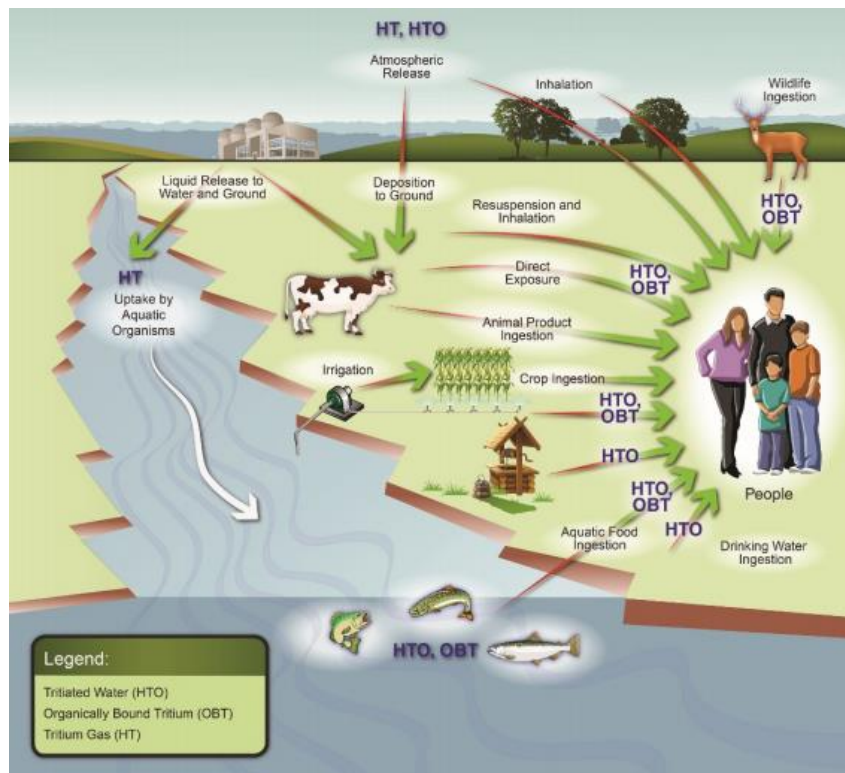 HT, HTO
Atmospheric
Release
Inhalation
Wildlife
Ingestion
Liquid Release to
Water and Ground
Deposition
to Ground
HTO,
OBT
Resuspension and
Inhalation
HT
Uptake by
Aquatic
Organisms
Direct
Exposure
HTO,
OBT
Animal Product
Ingestion
Irrigation
Crop Ingestion
HTO,
OBT
HTO
People
HTO,
OBT
Aquatic Food
Ingestion
HTO
Drinking Water
Ingestion
HTO, OBT
Legend:
Tritiated Water (HTO)
Organically Bound Tritium (OBT)
Tritium Gas (HT)